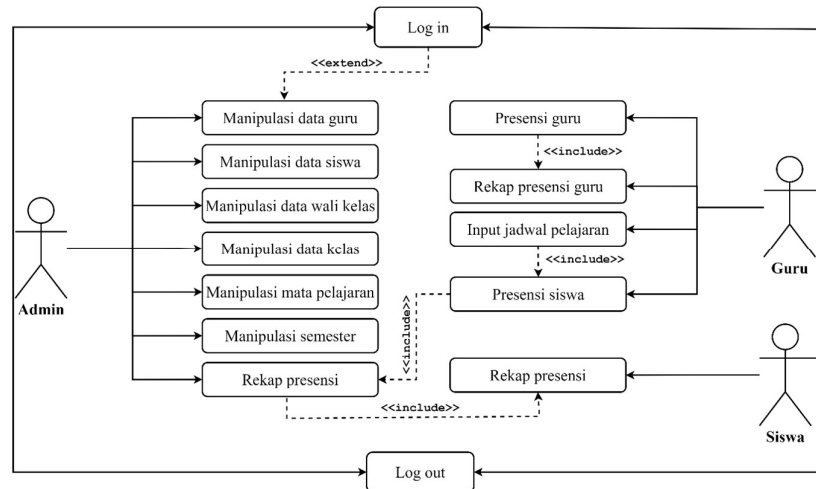 Log in
<<extend>>
Manipulasi data guru
Presensi guru
<<include>>
Manipulasi data siswa
Rekap presensi guru
Manipulasi data wali kelas
Input jadwal pelajaran
Manipulasi data kelas
<<include>>
Guru
Manipulasi mata pelajaran
Presensi siswa
Admin
<<include>>
Manipulasi semester
Rekap presensi
Rekap presensi
<<include>>
Siswa
Log out